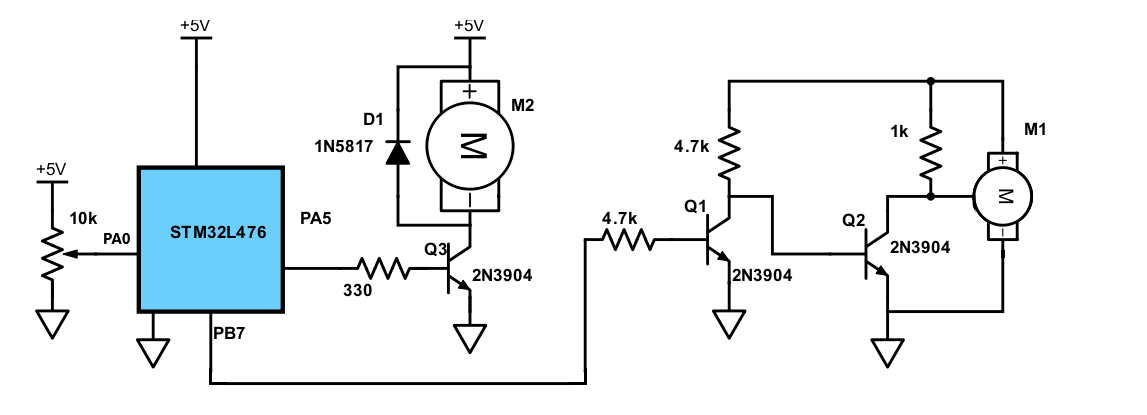 +5V
+5V
+5V
10k
PA0
STM32L476
PA5
PB7
330
D1
1N5817
+
M
−
M2
Q3
2N3904
4.7k
4.7k
Q1
2N3904
1k
Q2
2N3904
M1
+
M
−